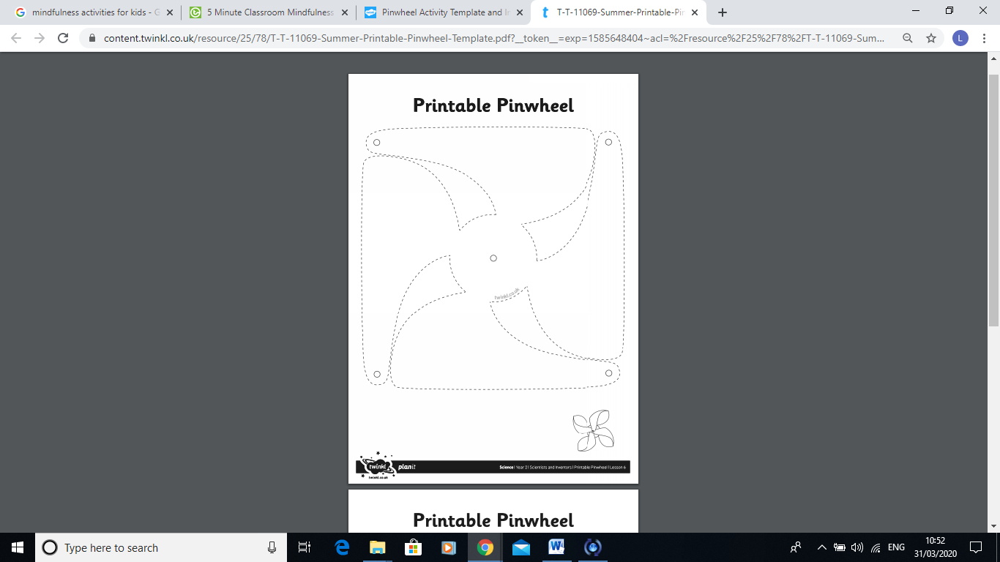 mindfulness activities for kids - G
5 Minute Classroom Mindfulness
Pinwheel Activity Template and In
T-T-11069-Summer-Printable-Pin
content.twinkl.co.uk/resource/25/78/T-T-11069-Summer-Printable-Pinwheel-Template.pdf?__token__=exp=1585648404~acl=%2Fresource%2F25%2F78%2FT-T-11069-Sum...
L
Printable Pinwheel
twinkl.co.uk
twinkl
planit
Science | Year 2 | Scientists and Inventors | Printable Pinwheel | Lesson 6
twinkl.co.uk
Printable Pinwheel
Type here to search
ENG
10:52
31/03/2020